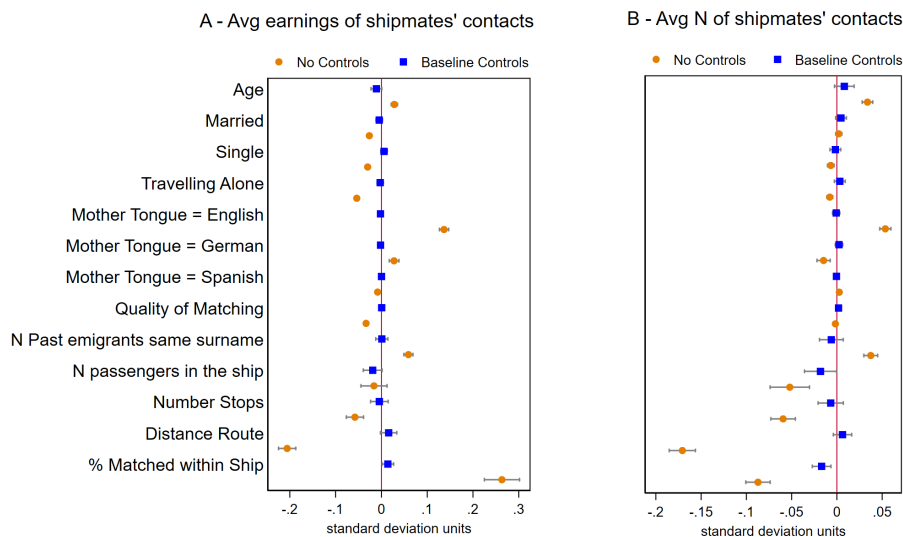 A - Avg earnings of shipmates' contacts
B - Avg N of shipmates' contacts
No Controls
Baseline Controls
No Controls
Baseline Controls
Age
Married
Single
Travelling Alone
Mother Tongue = English
Mother Tongue = German
Mother Tongue = Spanish
Quality of Matching
N Past emigrants same surname
N passengers in the ship
Number Stops
Distance Route
% Matched within Ship
-.2 -.1 0 .1 .2 .3
standard deviation units
-.2 -.15 -.1 -.05 0 .05
standard deviation units